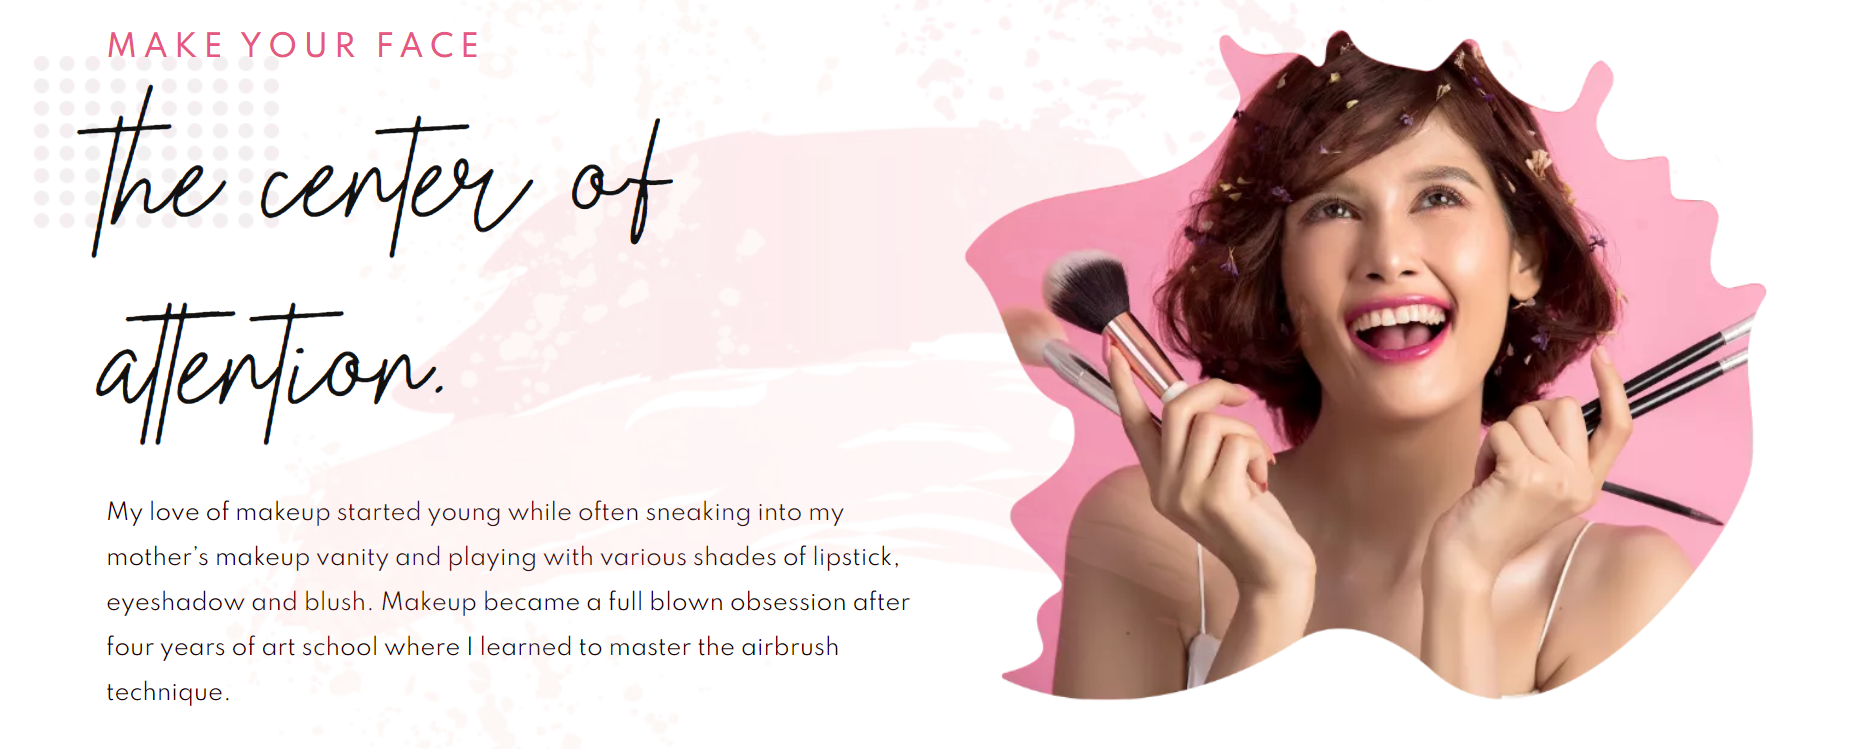 MAKE YOUR FACE
the center of
attention.
My love of makeup started young while often sneaking into my
mother’s makeup vanity and playing with various shades of lipstick,
eyeshadow and blush. Makeup became a full blown obsession after
four years of art school where I learned to master the airbrush
technique.